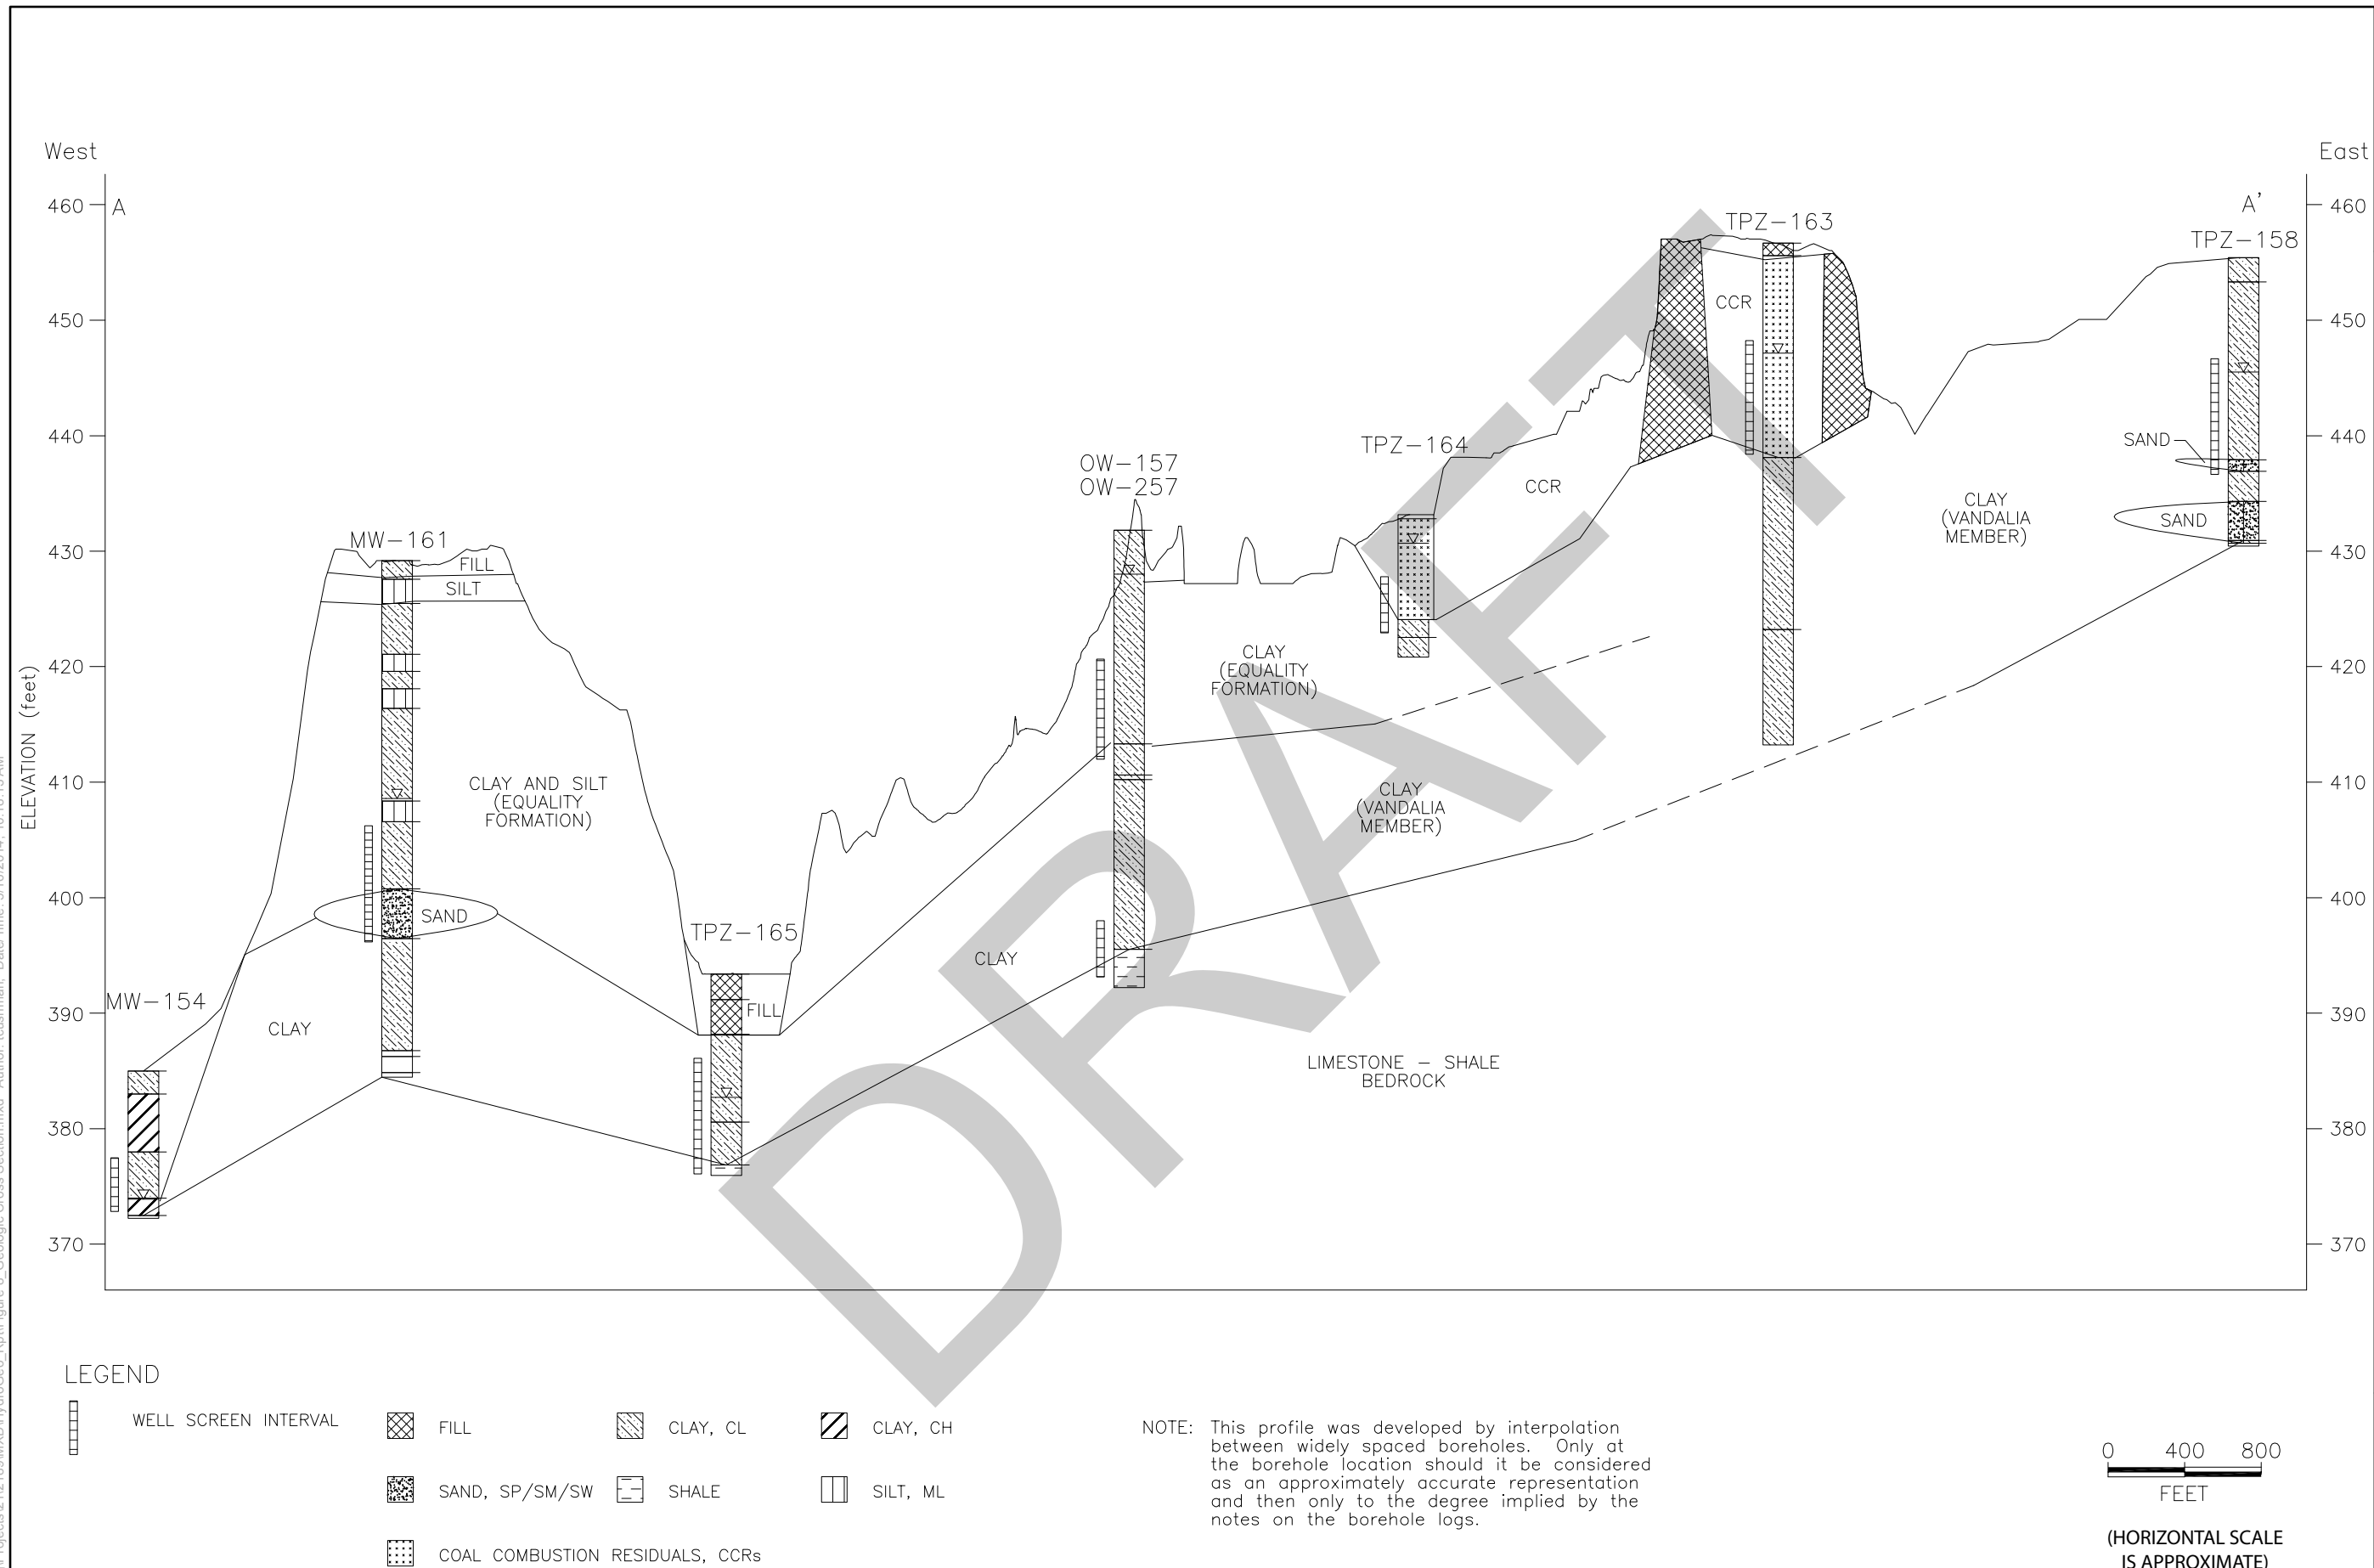 West
East
A
A'
460
450
440
430
420
410
400
390
380
370
ELEVATION (feet)
460
450
440
430
420
410
400
390
380
370
MW-154
MW-161
TPZ-165
OW-157
OW-257
TPZ-164
TPZ-163
TPZ-158
FILL
SILT
CLAY AND SILT
(EQUALITY
FORMATION)
SAND
CLAY
FILL
CLAY
CLAY
(EQUALITY
FORMATION)
CLAY
(VANDALIA
MEMBER)
CCR
CCR
CLAY
(VANDALIA
MEMBER)
SAND
SAND
LIMESTONE - SHALE
BEDROCK
DRAFT
LEGEND
WELL SCREEN INTERVAL
FILL
CLAY, CL
CLAY, CH
SAND, SP/SM/SW
SHALE
SILT, ML
COAL COMBUSTION RESIDUALS, CCRs
NOTE: This profile was developed by interpolation
between widely spaced boreholes. Only at
the borehole location should it be considered
as an approximately accurate representation
and then only to the degree implied by the
notes on the borehole logs.
0 400 800
FEET
(HORIZONTAL SCALE
IS APPROXIMATE)